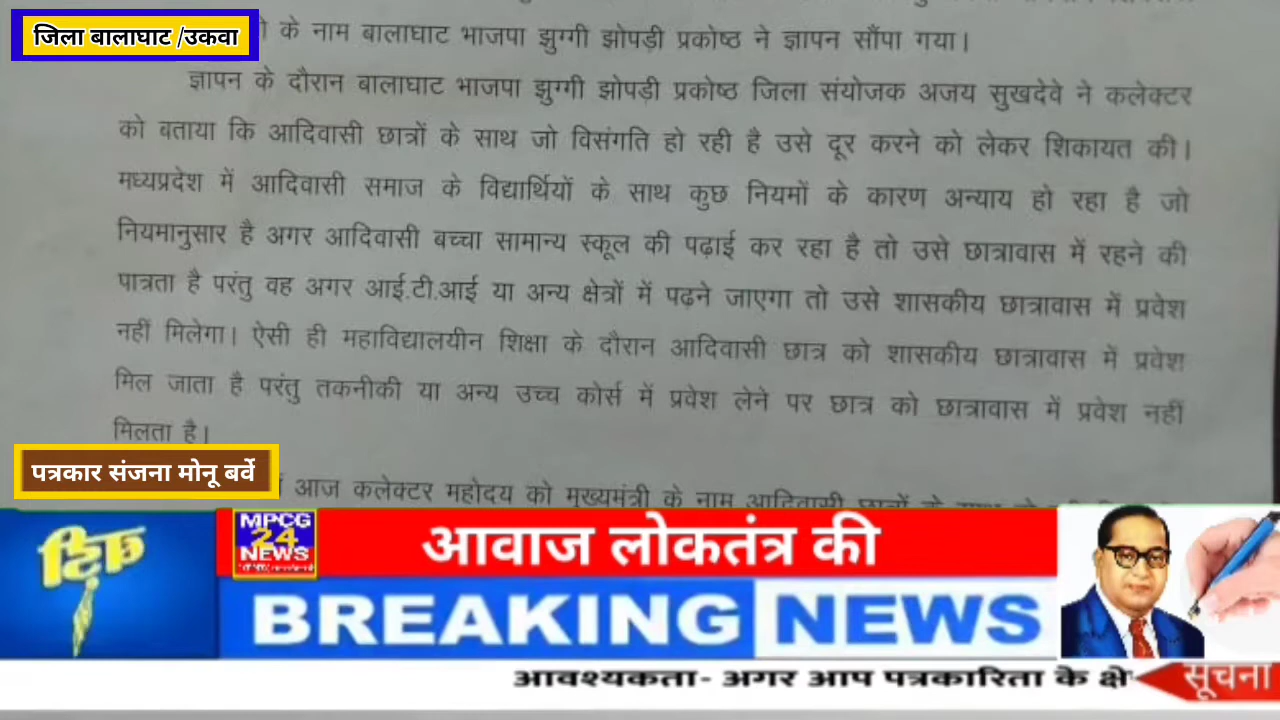 जिला बालाघाट /उकवा
के नाम बालाघाट भाजपा झुग्गी झोपड़ी प्रकोष्ठ ने ज्ञापन सौंपा गया।
ज्ञापन के दौरान बालाघाट भाजपा झुग्गी झोपडी प्रकोष्ठ जिला संयोजक अजय सुखदेवे ने कलेक्टर
को बताया कि आदिवासी छात्रों के साथ जो विसंगति हो रही है उसे दूर करने को लेकर शिकायत की।
मध्यप्रदेश में आदिवासी समाज के विद्यार्थियों के साथ कुछ नियमों के कारण अन्याय हो रहा है जो
नियमानुसार है अगर आदिवासी बच्चा सामान्य स्कूल की पढ़ाई कर रहा है तो उसे छात्रावास में रहने की
पात्रता है परंतु वह अगर आई.टी.आई या अन्य क्षेत्रों में पढ़ने जाएगा तो उसे शासकीय छात्रावास में प्रवेश
नहीं मिलेगा। ऐसी ही महाविद्यालयीन शिक्षा के दौरान आदिवासी छात्र को शासकीय छात्रावास में प्रवेश
मिल जाता है परंतु तकनीकी या अन्य उच्च कोर्स में प्रवेश लेने पर छात्र को छात्रावास में प्रवेश नहीं
मिलता है।
पत्रकार संजना मोनू बर्वे
आज कलेक्टर महोदय को मुख्यमंत्री के नाम आदिवासी छात्रों के साथ
MPCG
24
NEWS
आवाज लोकतंत्र की
BREAKING NEWS
आवश्यकता- अगर आप पत्रकारिता के क्षे
सूचना